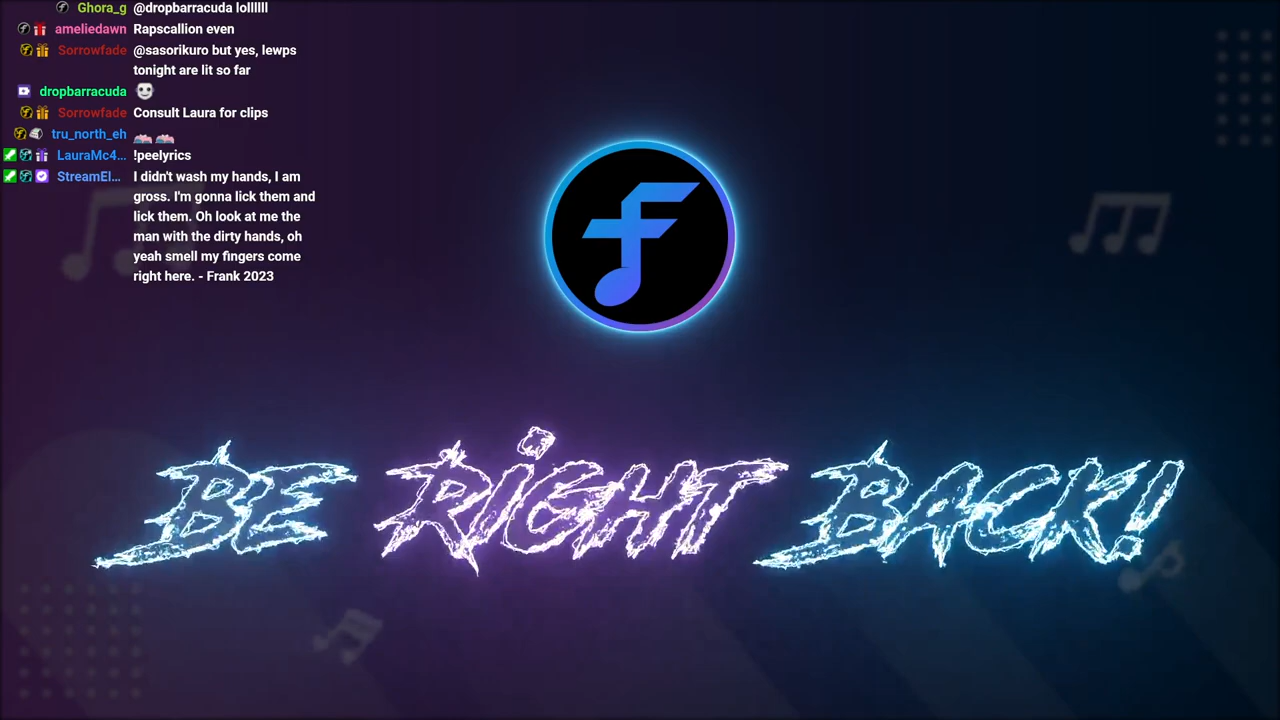 Ghora_g @dropbarracuda lollllll
ameliedawn Rapscallion even
Sorrowfade @sasorikuro but yes, lewps
tonight are lit so far
dropbarracuda
Sorrowfade Consult Laura for clips
tru_north_eh
LauraMc4... !peelyrics
StreamEl... I didn't wash my hands, I am
gross. I'm gonna lick them and
lick them. Oh look at me the
man with the dirty hands, oh
yeah smell my fingers come
right here. - Frank 2023
BE RIGHT BACK!